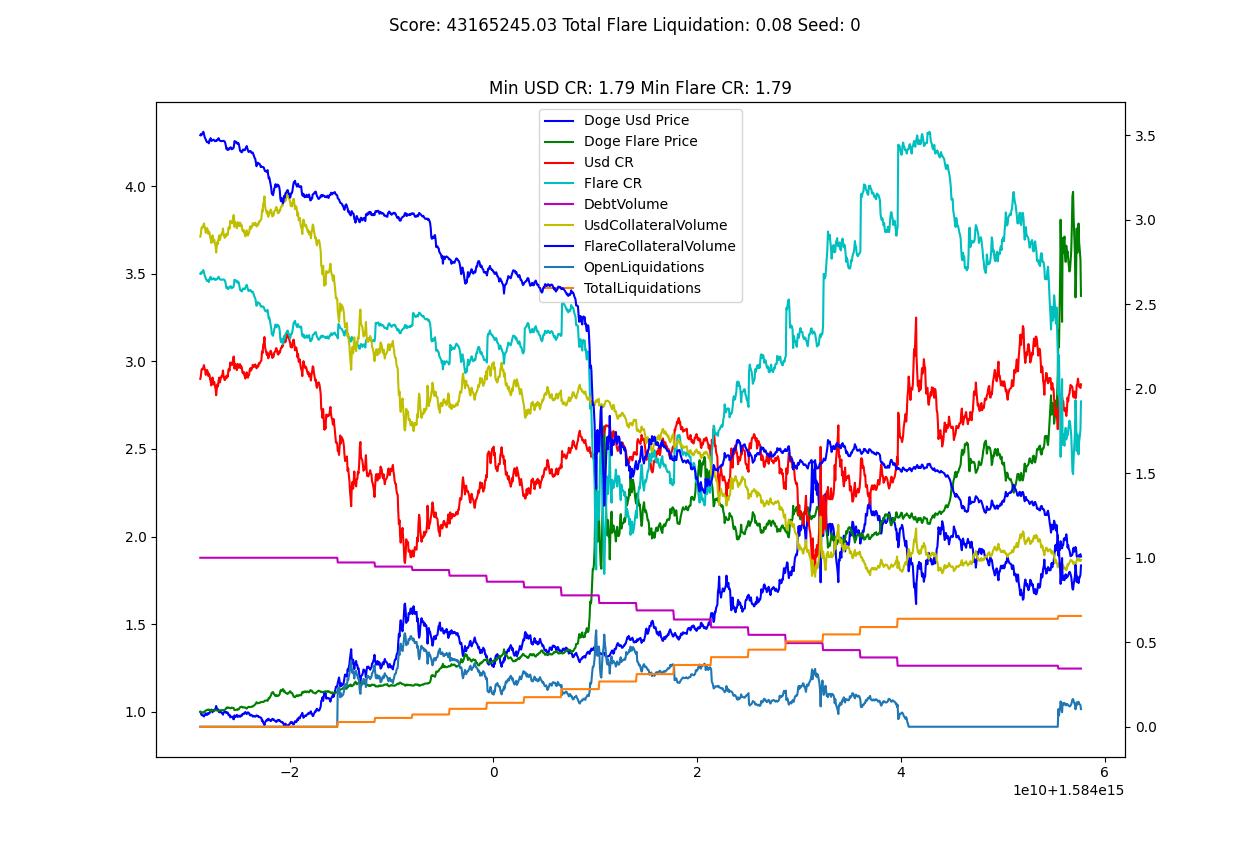 Score: 43165245.03 Total Flare Liquidation: 0.08 Seed: 0
Min USD CR: 1.79 Min Flare CR: 1.79
Doge Usd Price
Doge Flare Price
Usd CR
Flare CR
DebtVolume
UsdCollateralVolume
FlareCollateralVolume
OpenLiquidations
TotalLiquidations
4.0
3.5
3.0
2.5
2.0
1.5
1.0
3.5
3.0
2.5
2.0
1.5
1.0
0.5
0.0
−2
0
2
4
6
1e10+1.584e15